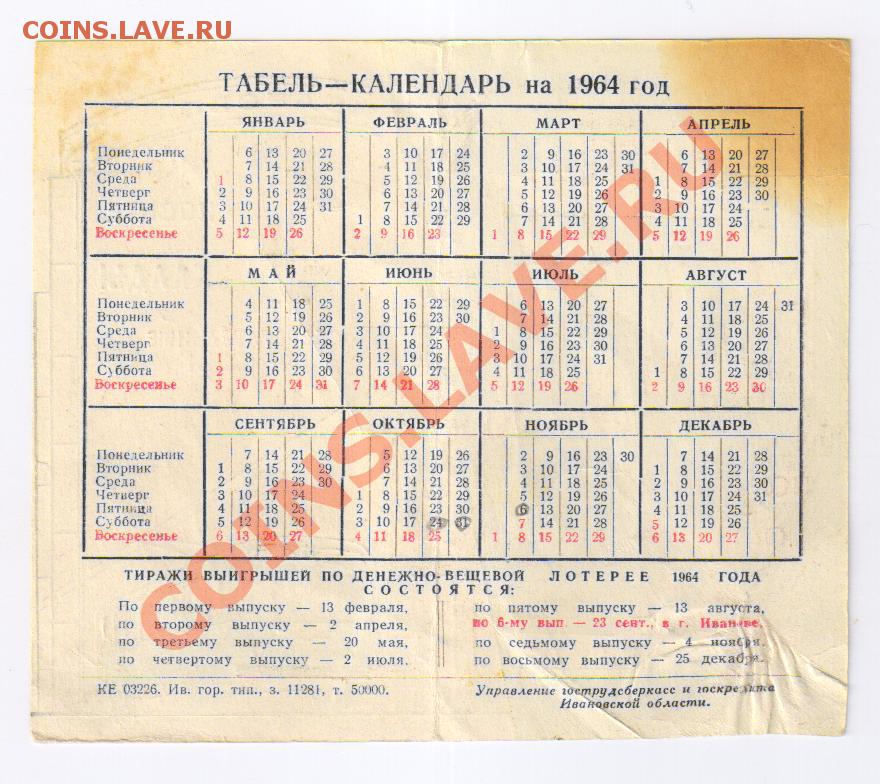 COINS.LAVE.RU
ТАБЕЛЬ—КАЛЕНДАРЬ на 1964 год
ЯНВАРЬ ФЕВРАЛЬ МАРТ АПРЕЛЬ
Понедельник 6 13 20 27 3 10 17 24 2 9 16 23 30 6 13 20 27
Вторник 7 14 21 28 4 11 18 25 3 10 17 24 31 7 14 21 28
Среда 1 8 15 22 29 5 12 19 26 4 11 18 25 1 8 15 22 29
Четверг 2 9 16 23 30 6 13 20 27 5 12 19 26 2 9 16 23 30
Пятница 3 10 17 24 31 7 14 21 28 6 13 20 27 3 10 17 24
Суббота 4 11 18 25 1 8 15 22 29 7 14 21 28 4 11 18 25
Воскресенье 5 12 19 26 2 9 16 23 1 8 15 22 29 5 12 19 26
МАЙ ИЮНЬ ИЮЛЬ АВГУСТ
Понедельник 4 11 18 25 1 8 15 22 29 6 13 20 27 3 10 17 24 31
Вторник 5 12 19 26 2 9 16 23 30 7 14 21 28 4 11 18 25
Среда 6 13 20 27 3 10 17 24 1 8 15 22 29 5 12 19 26
Четверг 7 14 21 28 4 11 18 25 2 9 16 23 30 6 13 20 27
Пятница 1 8 15 22 29 5 12 19 26 3 10 17 24 31 7 14 21 28
Суббота 2 9 16 23 30 6 13 20 27 4 11 18 25 1 8 15 22 29
Воскресенье 3 10 17 24 31 7 14 21 28 5 12 19 26 2 9 16 23 30
СЕНТЯБРЬ ОКТЯБРЬ НОЯБРЬ ДЕКАБРЬ
Понедельник 7 14 21 28 5 12 19 26 2 9 16 23 30 7 14 21 28
Вторник 1 8 15 22 29 6 13 20 27 3 10 17 24 1 8 15 22 29
Среда 2 9 16 23 30 7 14 21 28 4 11 18 25 2 9 16 23 30
Четверг 3 10 17 24 1 8 15 22 29 5 12 19 26 3 10 17 24 31
Пятница 4 11 18 25 2 9 16 23 30 6 13 20 27 4 11 18 25
Суббота 5 12 19 26 3 10 17 24 31 7 14 21 28 5 12 19 26
Воскресенье 6 13 20 27 4 11 18 25 1 8 15 22 29 6 13 20 27
ТИРАЖИ ВЫИГРЫШЕЙ ПО ДЕНЕЖНО-ВЕЩЕВОЙ ЛОТЕРЕЕ 1964 ГОДА
СОСТОЯТСЯ:
По первому выпуску — 13 февраля,
по второму выпуску — 2 апреля,
по третьему выпуску — 20 мая,
по четвертому выпуску — 2 июля.
по пятому выпуску — 13 августа,
по 6-му вып. — 23 сент., в г. Иванове,
по седьмому выпуску — 4 ноября.
по восьмому выпуску — 25 декабря.
КЕ 03226. Ив. гор. тип., з. 11281, т. 50000.
Управление гострудсберкасс и госкредита
Ивановской области.
COINS.LAVE.RU